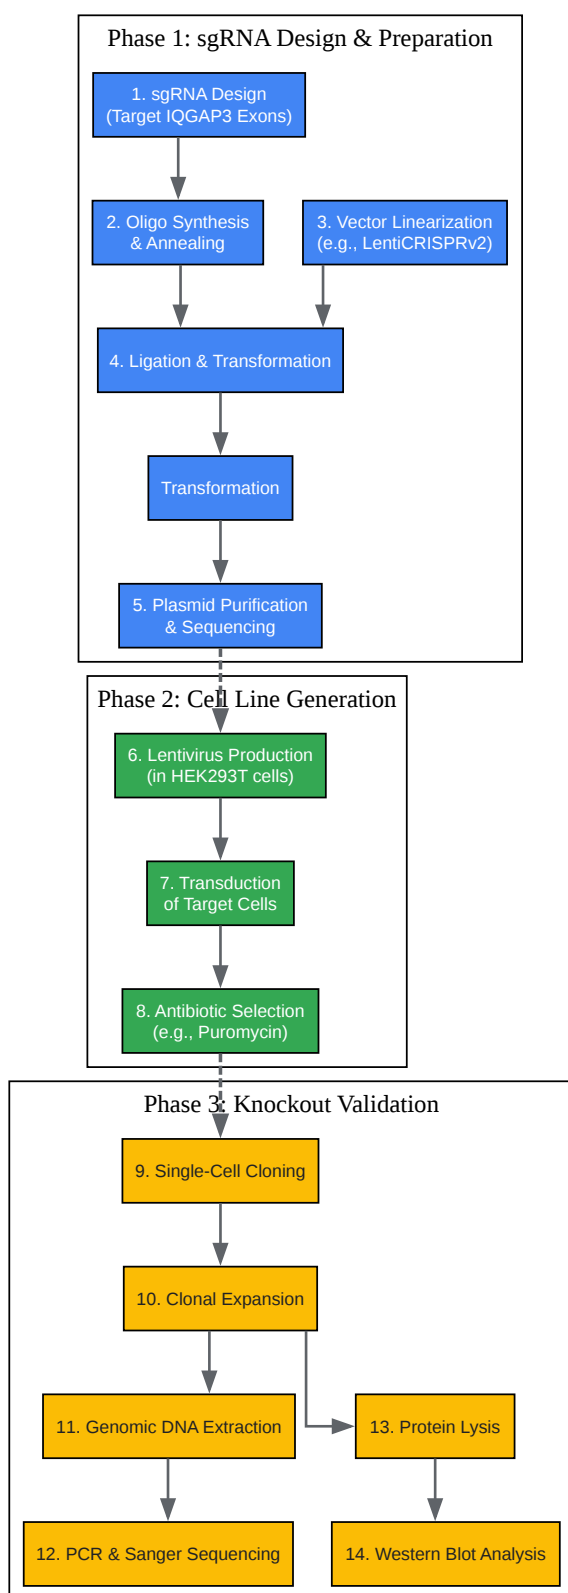 Phase 1: sgRNA Design & Preparation
1. sgRNA Design
(Target IQGAP3 Exons)
2. Oligo Synthesis
& Annealing
3. Vector Linearization
(e.g., LentiCRISPRv2)
4. Ligation & Transformation
Transformation
5. Plasmid Purification
& Sequencing
Phase 2: Cell Line Generation
6. Lentivirus Production
(in HEK293T cells)
7. Transduction
of Target Cells
8. Antibiotic Selection
(e.g., Puromycin)
Phase 3: Knockout Validation
9. Single-Cell Cloning
10. Clonal Expansion
11. Genomic DNA Extraction
13. Protein Lysis
12. PCR & Sanger Sequencing
14. Western Blot Analysis